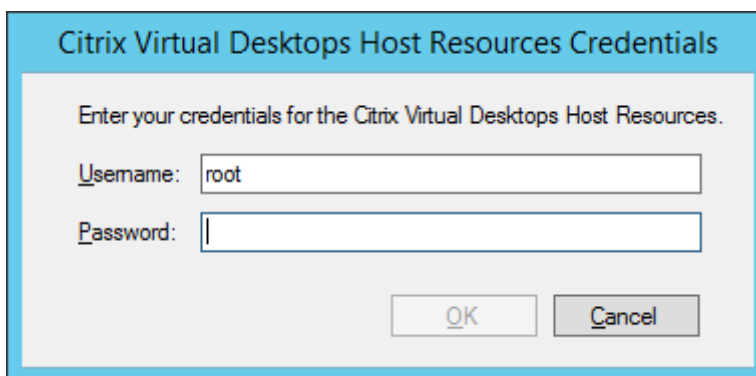 Citrix Virtual Desktops Host Resources Credentials
Enter your credentials for the Citrix Virtual Desktops Host Resources.
Username: root
Password:
OK Cancel